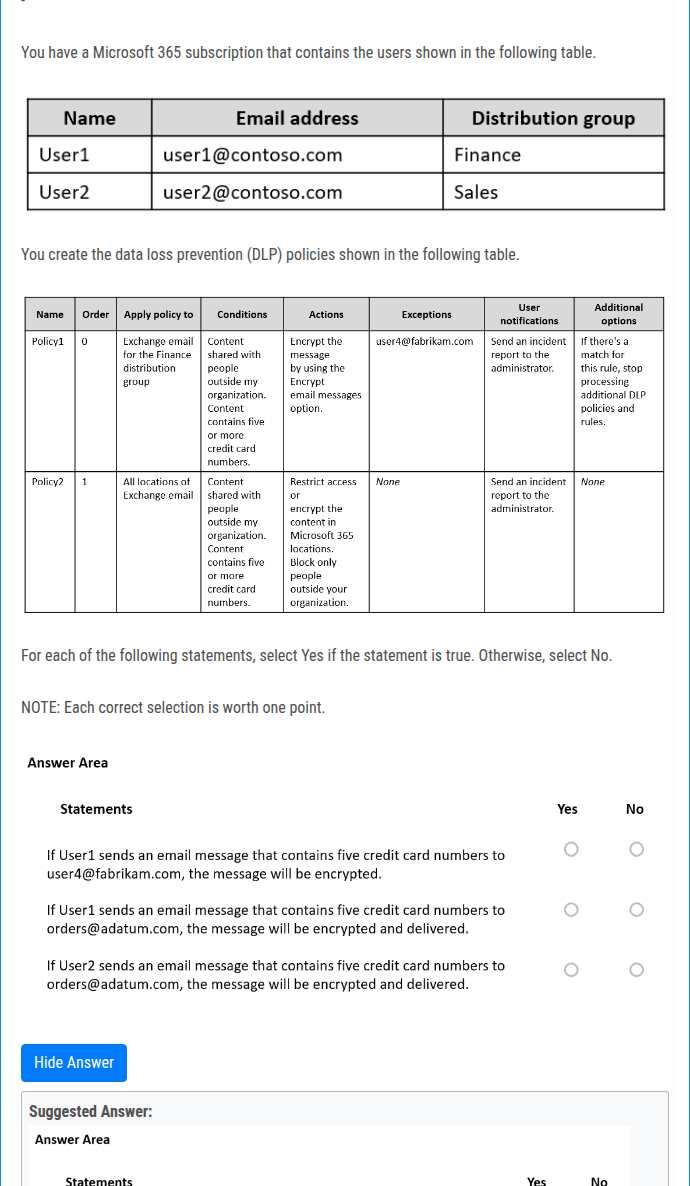 You have a Microsoft 365 subscription that contains the users shown in the following table.
Name Email address Distribution group
User1 user1@contoso.com Finance
User2 user2@contoso.com Sales
You create the data loss prevention (DLP) policies shown in the following table.
Name Order Apply policy to Conditions Actions Exceptions User notifications Additional options
Policy1 0 Exchange email for the Finance distribution group Content shared with people outside my organization. Content contains five or more credit card numbers. Encrypt the message by using the Encrypt email messages option. user4@fabrikam.com Send an incident report to the administrator. If there's a match for this rule, stop processing additional DLP policies and rules.
Policy2 1 All locations of Exchange email Content shared with people outside my organization. Content contains five or more credit card numbers. Restrict access or encrypt the content in Microsoft 365 locations. Block only people outside your organization. None Send an incident report to the administrator. None
For each of the following statements, select Yes if the statement is true. Otherwise, select No.
NOTE: Each correct selection is worth one point.
Answer Area
Statements Yes No
If User1 sends an email message that contains five credit card numbers to
user4@fabrikam.com, the message will be encrypted.
If User1 sends an email message that contains five credit card numbers to
orders@adatum.com, the message will be encrypted and delivered.
If User2 sends an email message that contains five credit card numbers to
orders@adatum.com, the message will be encrypted and delivered.
Hide Answer
Suggested Answer:
Answer Area
Statements Yes No